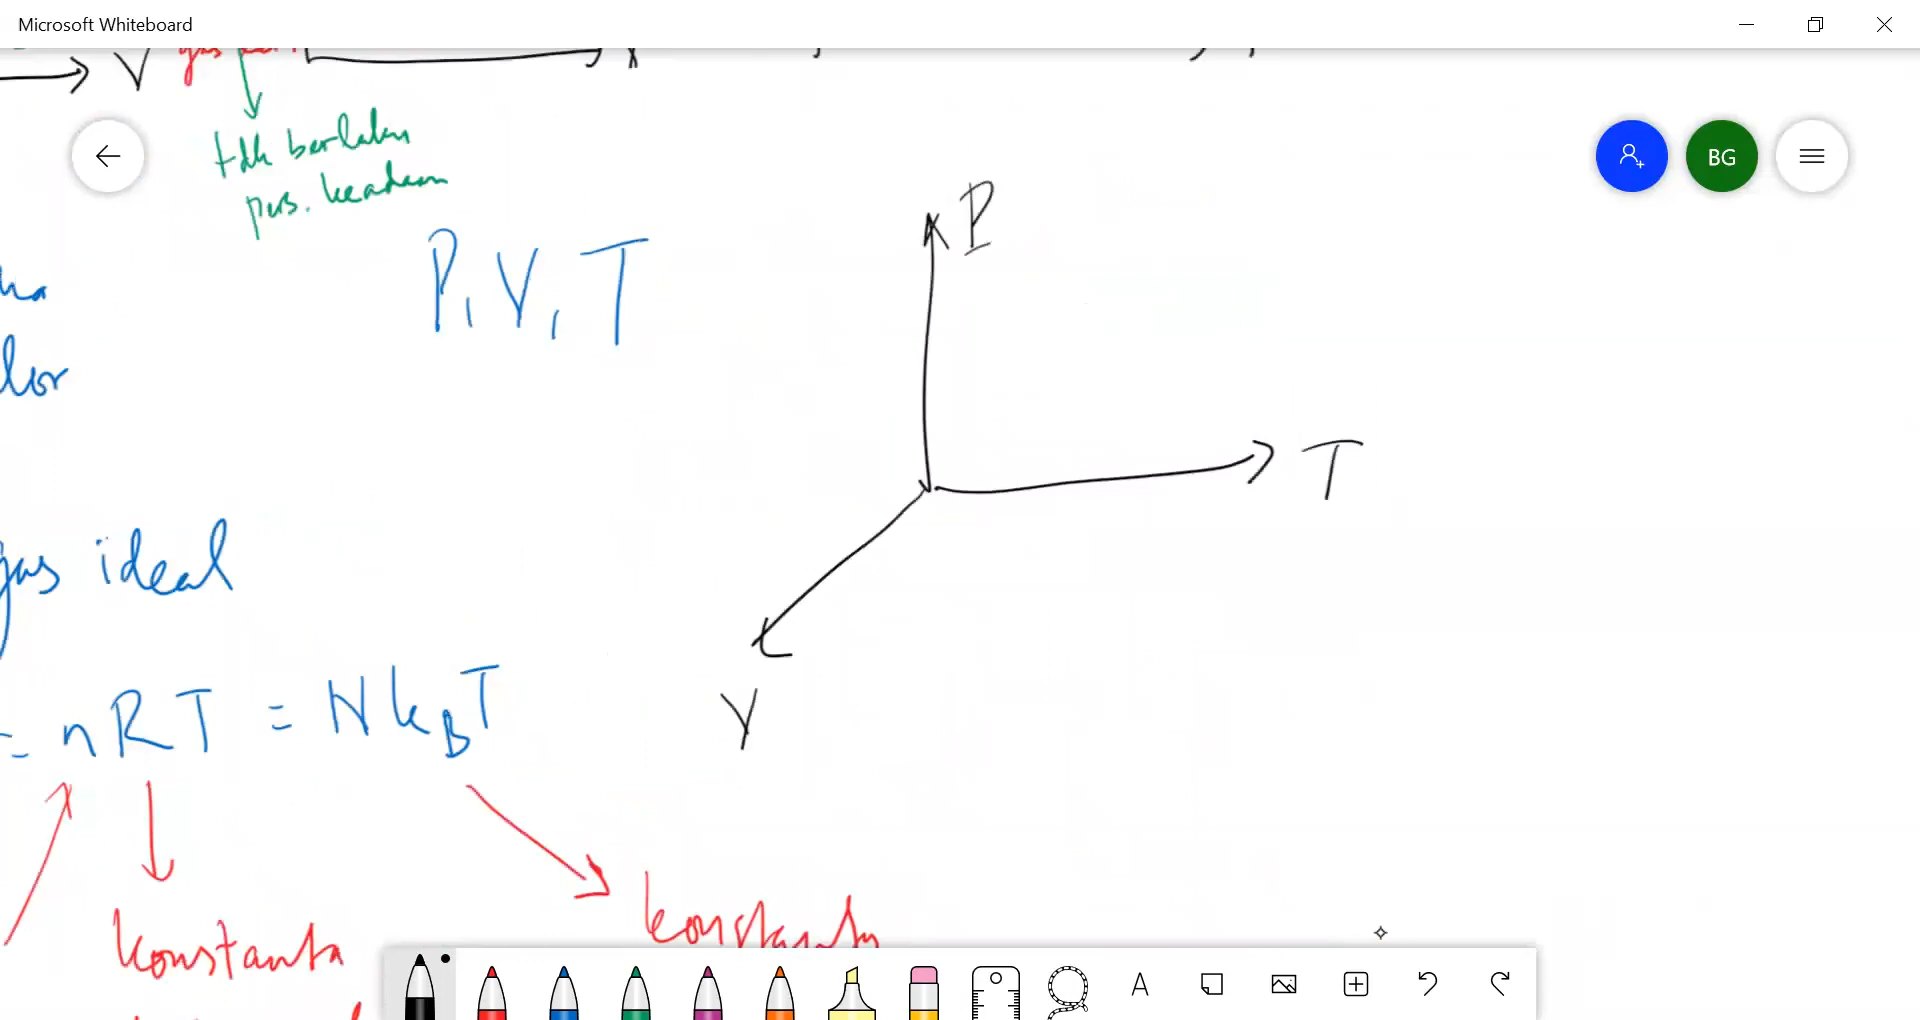 Microsoft Whiteboard
V
tdk berlaku
pers. keadaan
BG
P
P, V, T
T
gas ideal
= nRT = NkBT
V
konstanta
konstanta
A